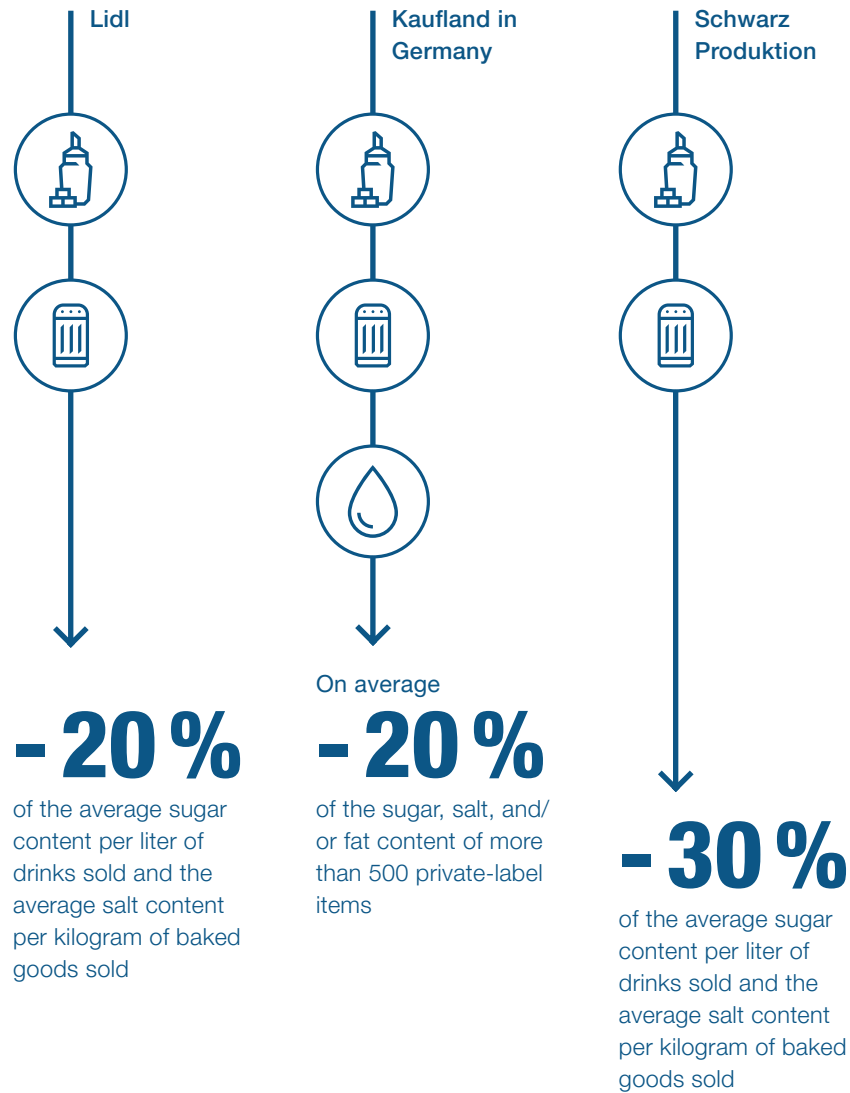 Lidl
- 20 %
of the average sugar
content per liter of
drinks sold and the
average salt content
per kilogram of baked
goods sold
Kaufland in
Germany
On average
- 20 %
of the sugar, salt, and/
or fat content of more
than 500 private-label
items
Schwarz
Produktion
- 30 %
of the average sugar
content per liter of
drinks sold and the
average salt content
per kilogram of baked
goods sold